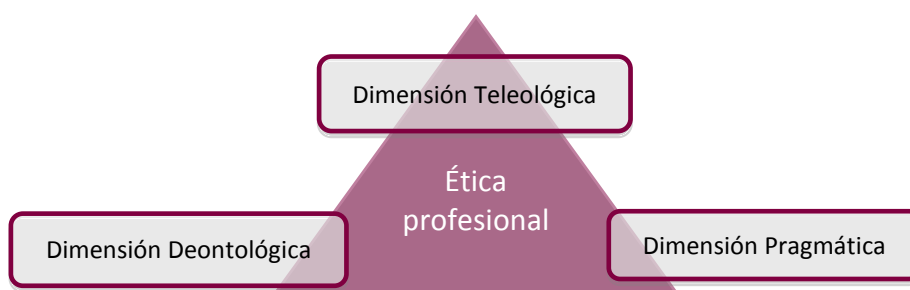 Dimensión Teleológica
Ética
profesional
Dimensión Deontológica
Dimensión Pragmática